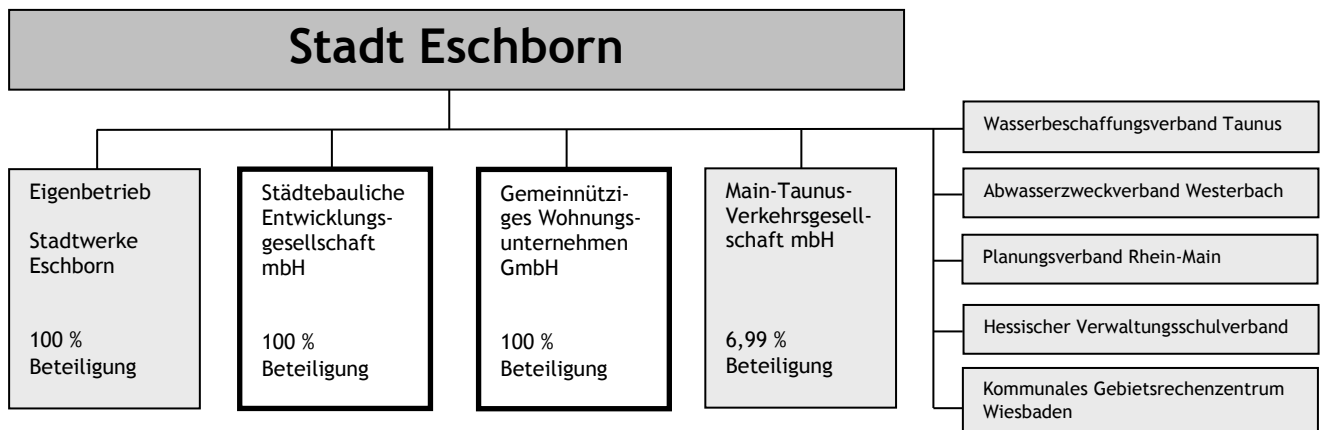 Stadt Eschborn
Eigenbetrieb
Stadtwerke
Eschborn
100 %
Beteiligung
Städtebauliche
Entwicklungs-
gesellschaft
mbH
100 %
Beteiligung
Gemeinnützi-
ges Wohnungs-
unternehmen
GmbH
100 %
Beteiligung
Main-Taunus-
Verkehrsgesell-
schaft mbH
6,99 %
Beteiligung
Wasserbeschaffungsverband Taunus
Abwasserzweckverband Westerbach
Planungsverband Rhein-Main
Hessischer Verwaltungsschulverband
Kommunales Gebietsrechenzentrum
Wiesbaden